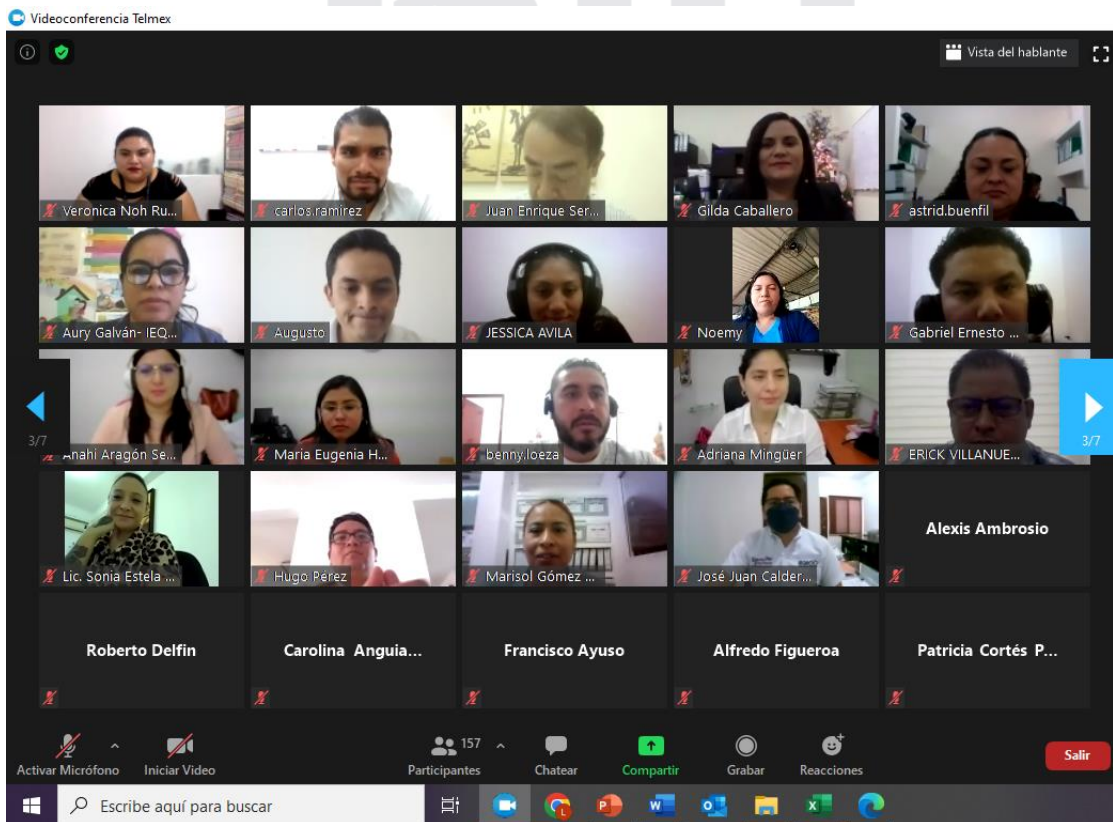 Videoconferencia Telmex
Vista del hablante
Veronica Noh Ru...
carlos.ramirez
Juan Enrique Ser...
Gilda Caballero
astrid.buenfil
Aury Galván- IEQ...
Augusto
JESSICA AVILA
Noemy
Gabriel Ernesto ...
3/7
Anahi Aragón Se...
Maria Eugenia H...
benny.loeza
Adriana Mingüer
ERICK VILLANUE...
3/7
Lic. Sonia Estela ...
Hugo Pérez
Marisol Gómez ...
José Juan Calder...
Alexis Ambrosio
Roberto Delfin
Carolina Anguia...
Francisco Ayuso
Alfredo Figueroa
Patricia Cortés P...
Activar Micrófono
Iniciar Video
157
Participantes
Chatear
Compartir
Grabar
Reacciones
Salir
Escribe aquí para buscar